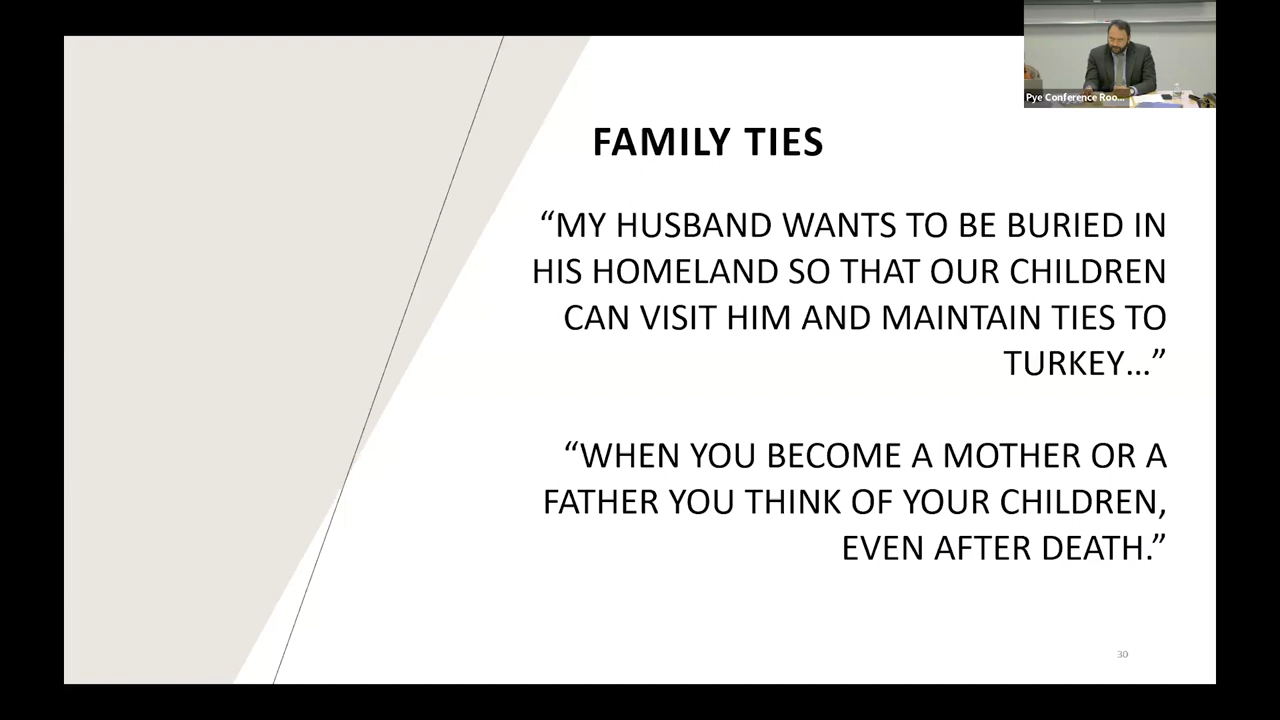 Pye Conference Roo...
FAMILY TIES
“MY HUSBAND WANTS TO BE BURIED IN
HIS HOMELAND SO THAT OUR CHILDREN
CAN VISIT HIM AND MAINTAIN TIES TO
TURKEY...”
“WHEN YOU BECOME A MOTHER OR A
FATHER YOU THINK OF YOUR CHILDREN,
EVEN AFTER DEATH.”
30